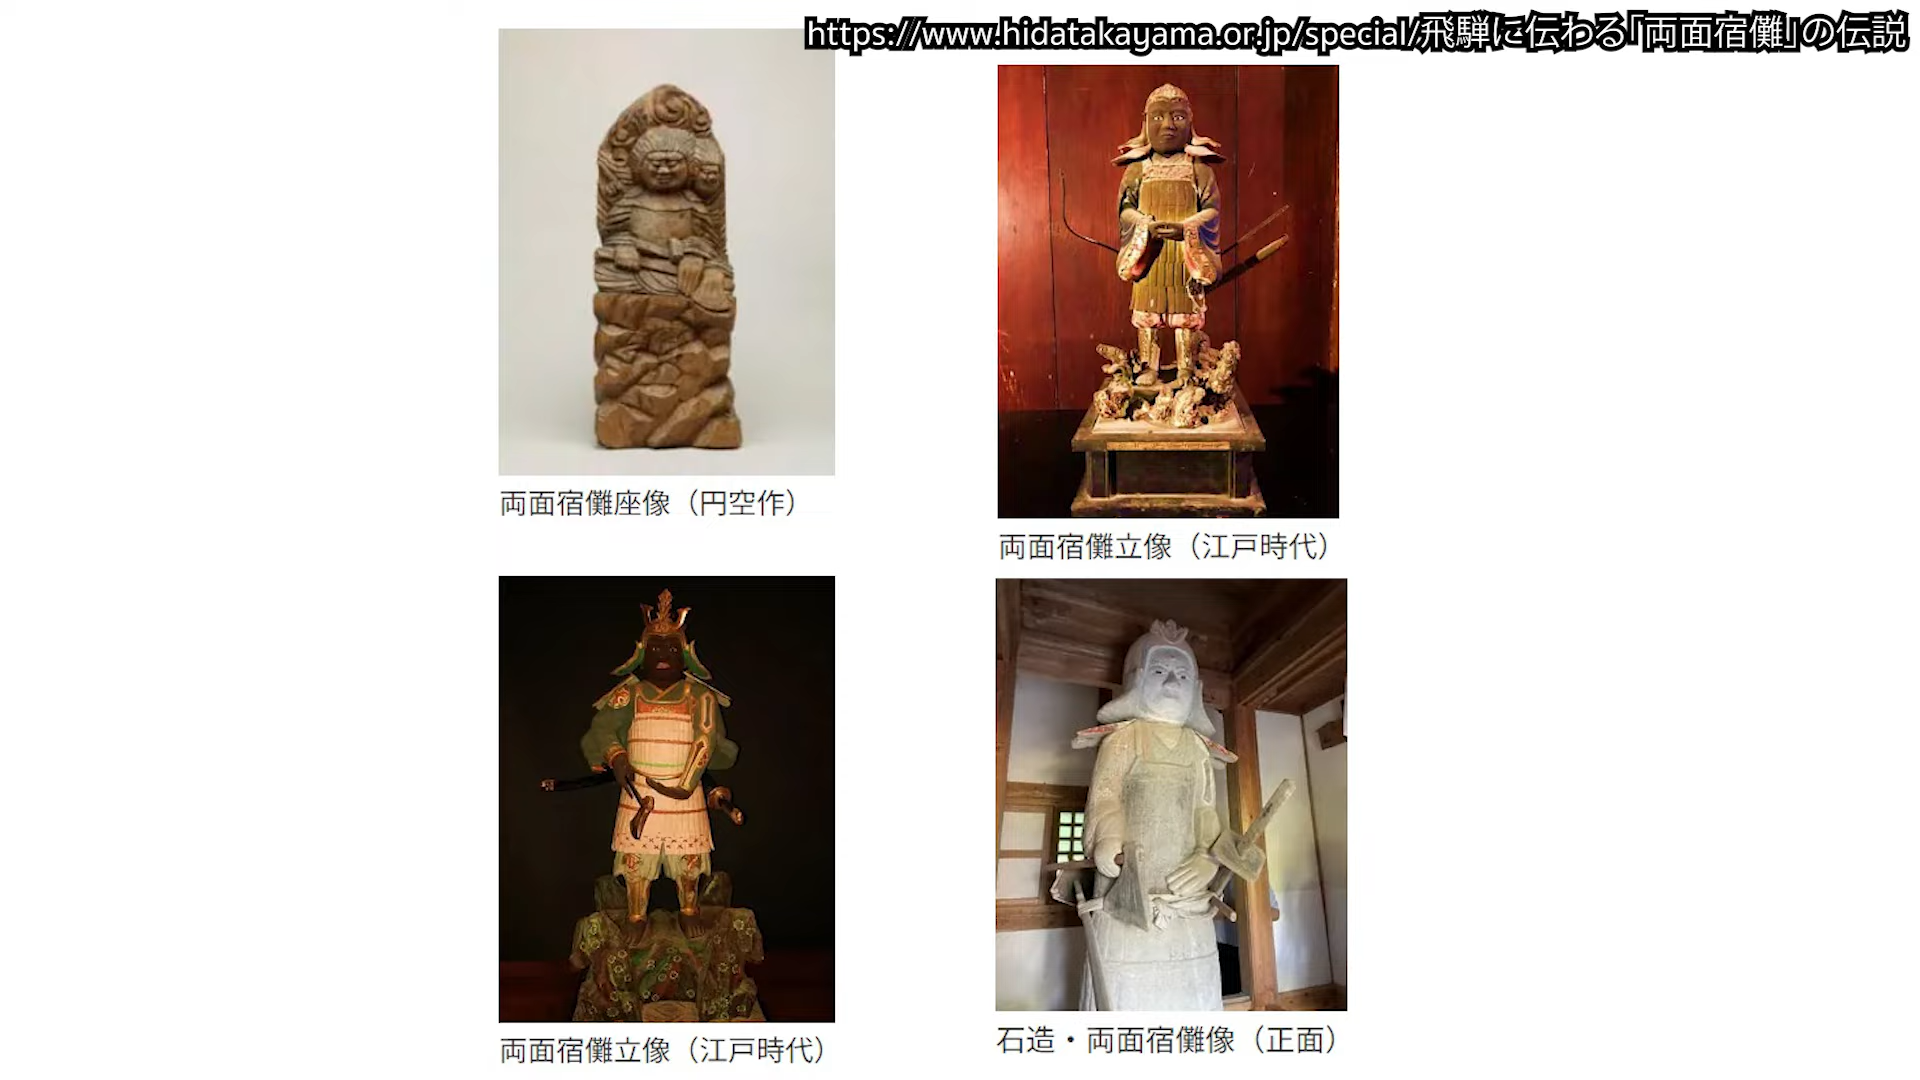 https://www.hidatakayama.or.jp/special/飛騨に伝わる「両面宿儺」の伝説
両面宿儺座像（円空作）
両面宿儺立像（江戸時代）
両面宿儺立像（江戸時代）
石造・両面宿儺像（正面）